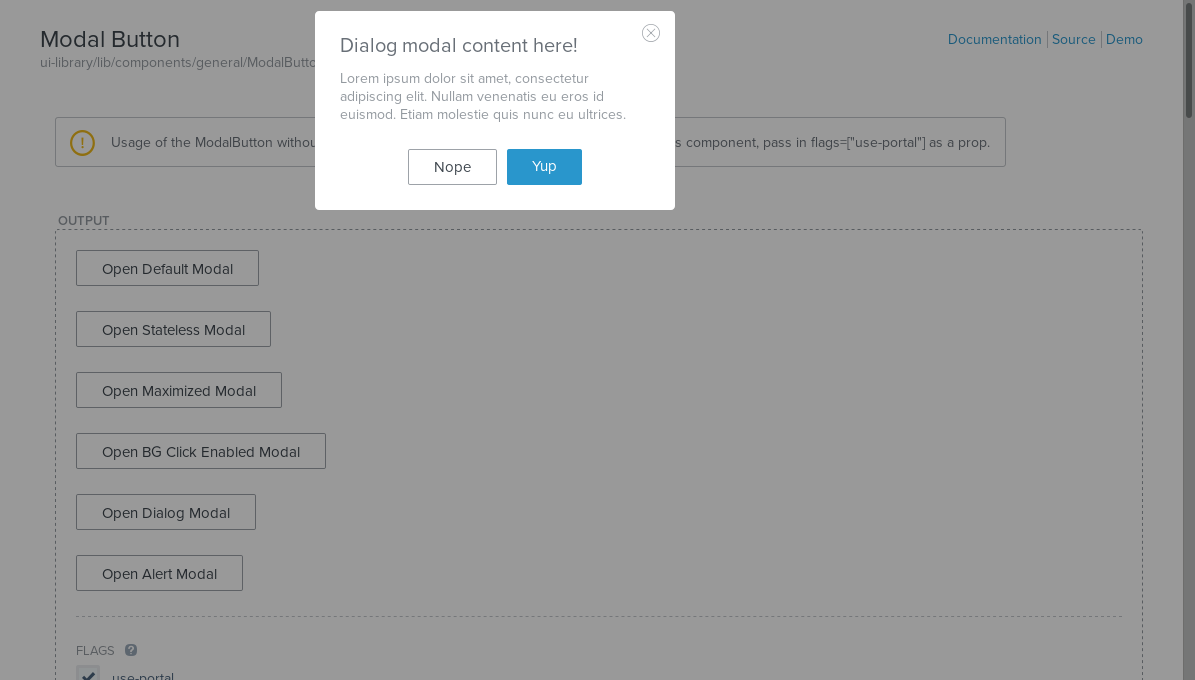 Modal Button
Documentation
Source
Demo
ui-library/lib/components/general/ModalButto
Dialog modal content here!
Lorem ipsum dolor sit amet, consectetur
adipiscing elit. Nullam venenatis eu eros id
euismod. Etiam molestie quis nunc eu ultrices.
Nope
Yup
Usage of the ModalButton withou
s component, pass in flags=["use-portal"] as a prop.
OUTPUT
Open Default Modal
Open Stateless Modal
Open Maximized Modal
Open BG Click Enabled Modal
Open Dialog Modal
Open Alert Modal
FLAGS ?
use-portal